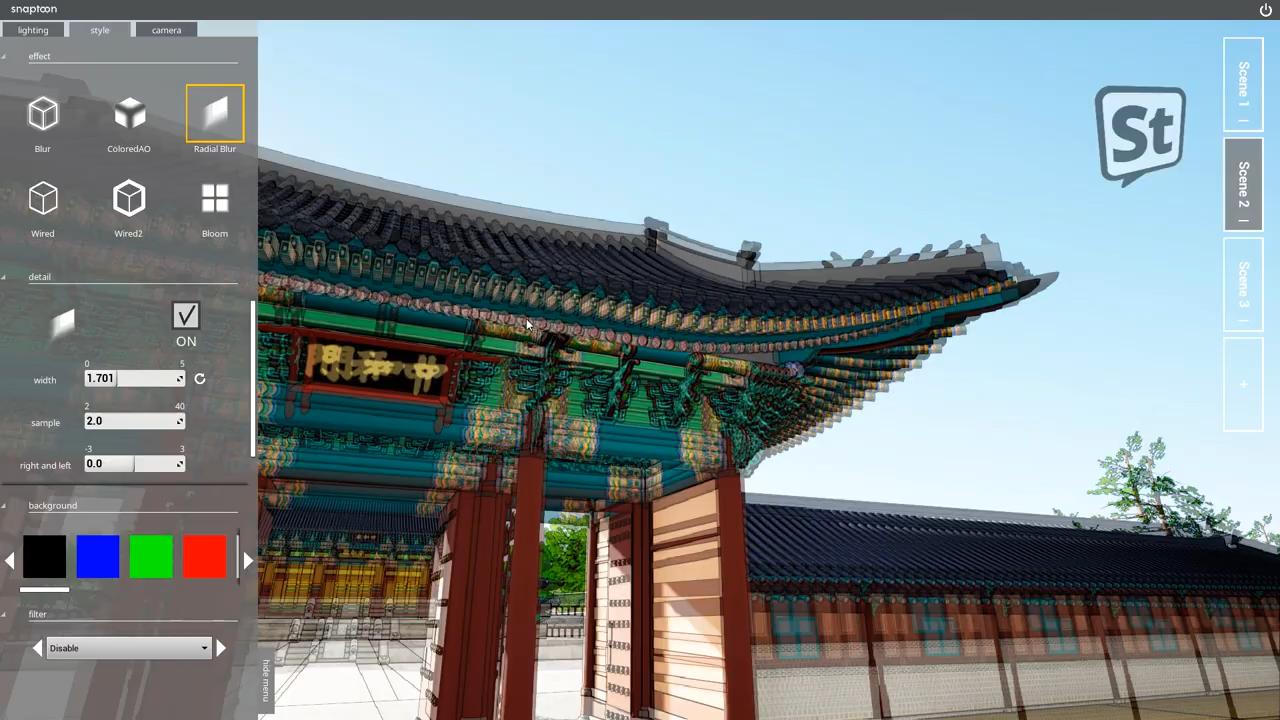 snaptoon
lighting
style
camera
effect
Blur
ColoredAO
Radial Blur
Wired
Wired2
Bloom
detail
ON
0
5
width
1.701
2
40
sample
2.0
-3
3
right and left
0.0
background
filter
Disable
hide menu
St
Scene 1
Scene 2
Scene 3
+